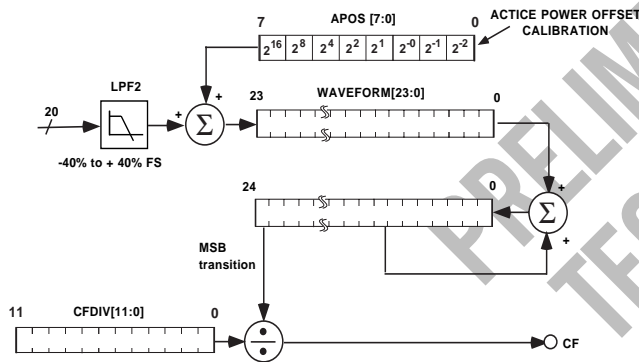 APOS [7:0]
ACTICE POWER OFFSET
CALIBRATION
7 0
2^16 2^8 2^4 2^2 2^1 2^-0 2^-1 2^-2
LPF2
20
-40% to + 40% FS
+ +
Σ
WAVEFORM[23:0]
23 0
+
Σ
+
24 0
MSB
transition
CFDIV[11:0]
11 0
÷
CF
PRELIM
TE